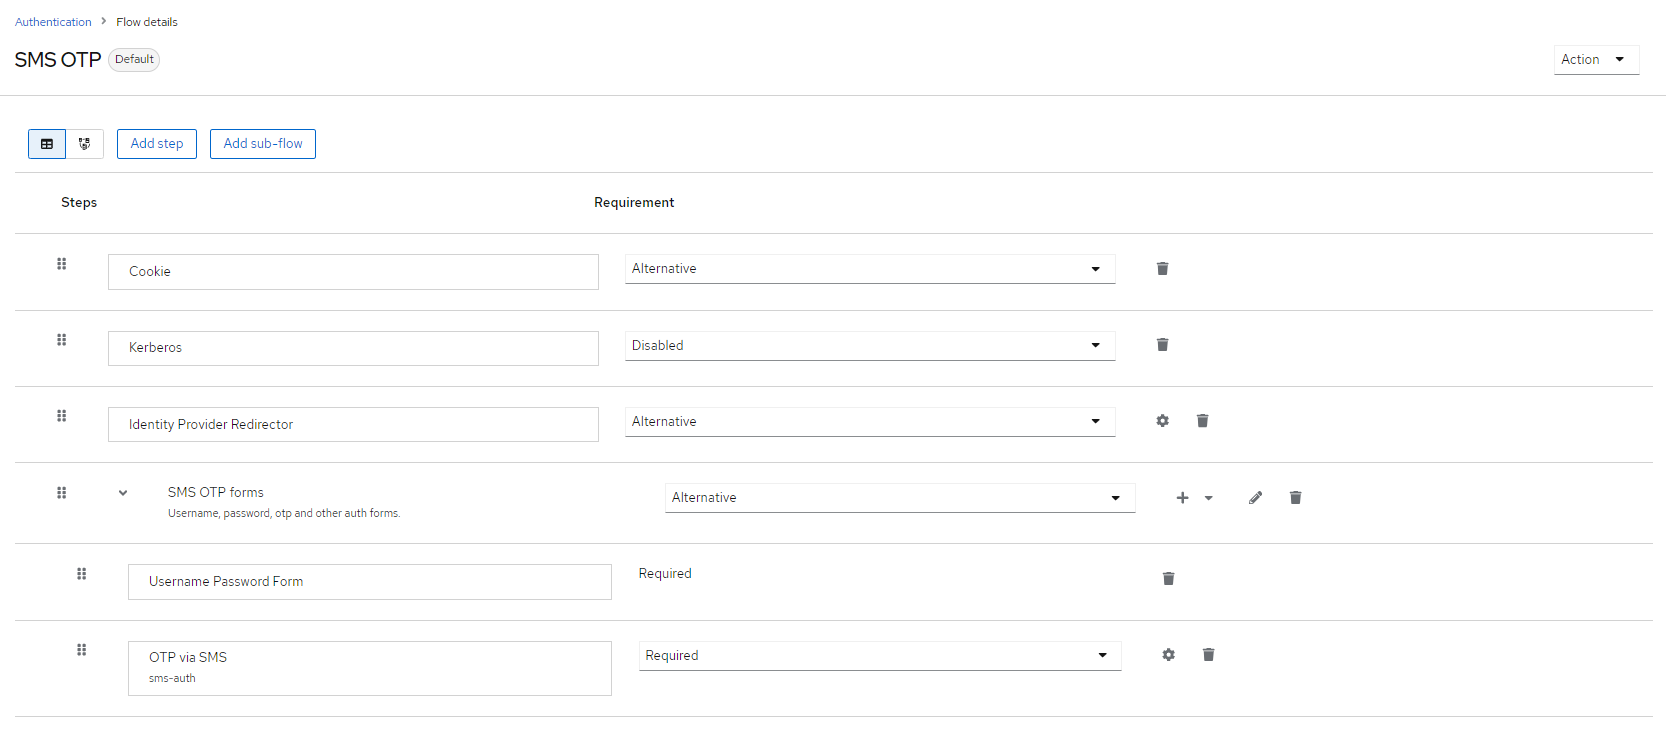 Authentication > Flow details
SMS OTP Default
Action
Add step Add sub-flow
Steps Requirement
Cookie Alternative
Kerberos Disabled
Identity Provider Redirector Alternative
SMS OTP forms Alternative
Username, password, otp and other auth forms.
Username Password Form Required
OTP via SMS Required
sms-auth